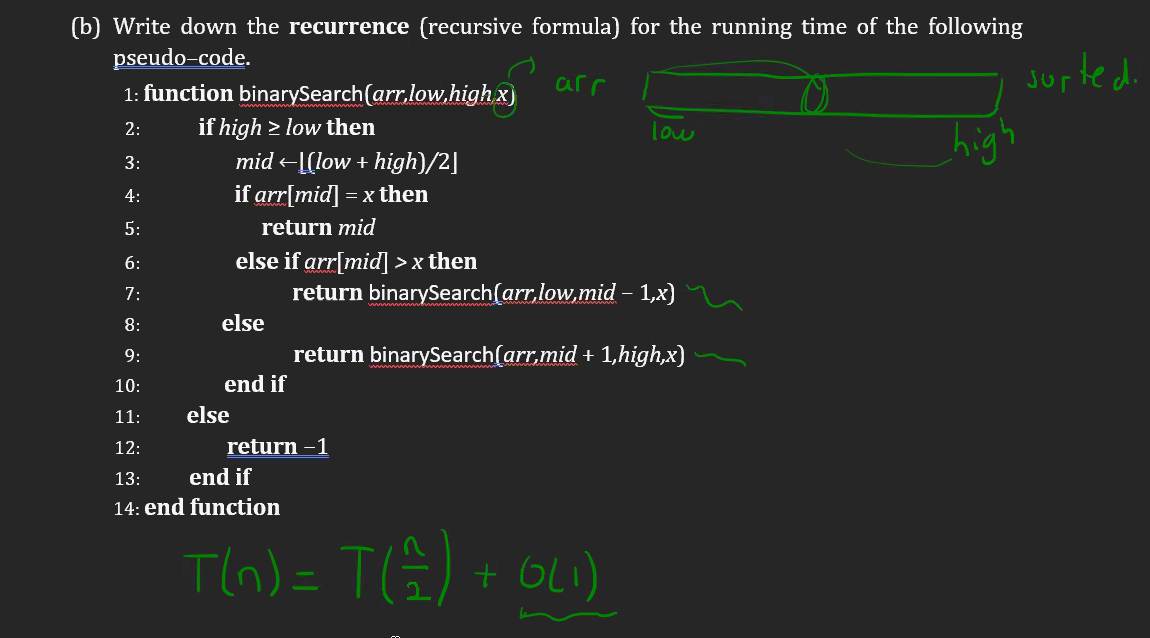 (b) Write down the recurrence (recursive formula) for the running time of the following
pseudo–code.
1: function binarySearch(arr,low,high,x)
2: if high ≥ low then
3: mid ←⌊(low + high)/2⌋
4: if arr[mid] = x then
5: return mid
6: else if arr[mid] > x then
7: return binarySearch(arr,low,mid − 1,x)
8: else
9: return binarySearch(arr,mid + 1,high,x)
10: end if
11: else
12: return −1
13: end if
14: end function
arr
surted.
low
high
T(n) = T(n/2) + O(1)